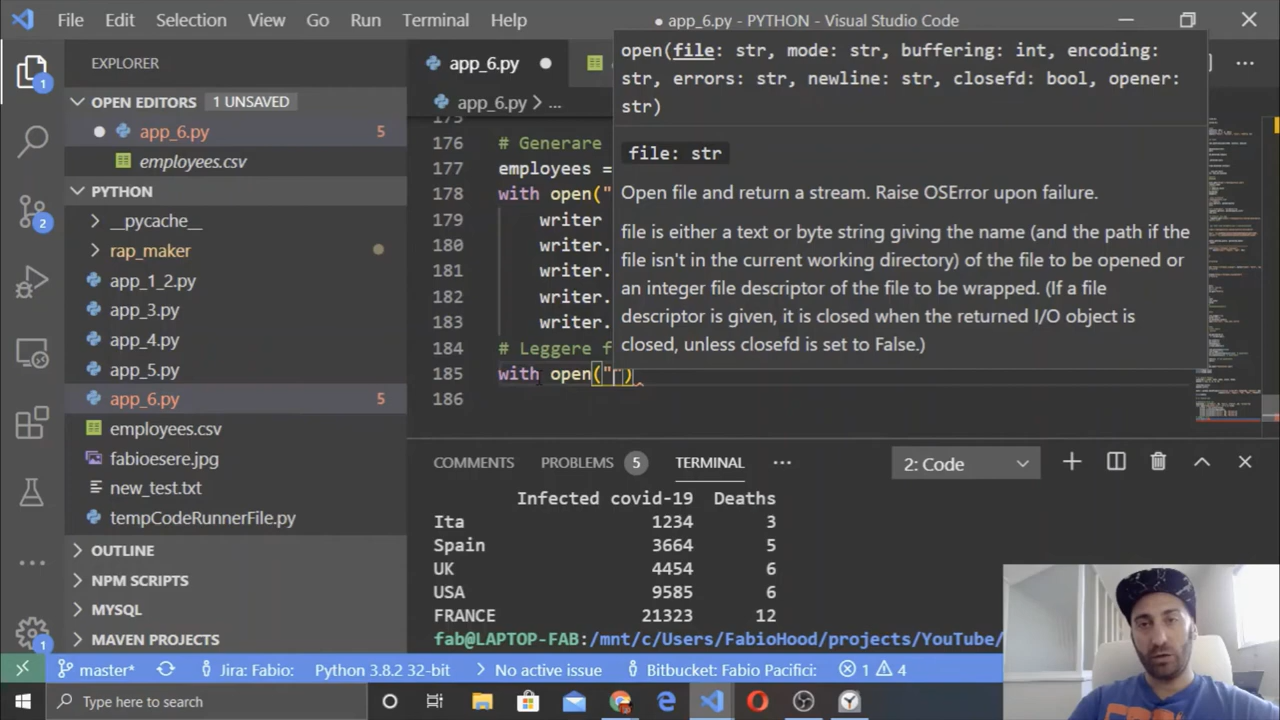 File Edit Selection View Go Run Terminal Help
● app_6.py - PYTHON - Visual Studio Code
EXPLORER
OPEN EDITORS 1 UNSAVED
app_6.py 5
employees.csv
PYTHON
__pycache__
rap_maker
app_1_2.py
app_3.py
app_4.py
app_5.py
app_6.py 5
employees.csv
fabioesere.jpg
new_test.txt
tempCodeRunnerFile.py
OUTLINE
NPM SCRIPTS
MYSQL
MAVEN PROJECTS
1
2
1
app_6.py
app_6.py > ...
175
176 # Generare
177 employees =
178 with open("
179 writer
180 writer.
181 writer.
182 writer.
183 writer.
184 # Leggere f
185 with open("r)
186
open(file: str, mode: str, buffering: int, encoding:
str, errors: str, newline: str, closefd: bool, opener:
str)
file: str
Open file and return a stream. Raise OSError upon failure.
file is either a text or byte string giving the name (and the path if the
file isn't in the current working directory) of the file to be opened or
an integer file descriptor of the file to be wrapped. (If a file
descriptor is given, it is closed when the returned I/O object is
closed, unless closefd is set to False.)
COMMENTS PROBLEMS 5 TERMINAL ... 2: Code
Infected covid-19 Deaths
Ita 1234 3
Spain 3664 5
UK 4454 6
USA 9585 6
FRANCE 21323 12
fab@LAPTOP-FAB:/mnt/c/Users/FabioHood/projects/YouTube/
master* Jira: Fabio: Python 3.8.2 32-bit No active issue Bitbucket: Fabio Pacifici: 1 4
Type here to search